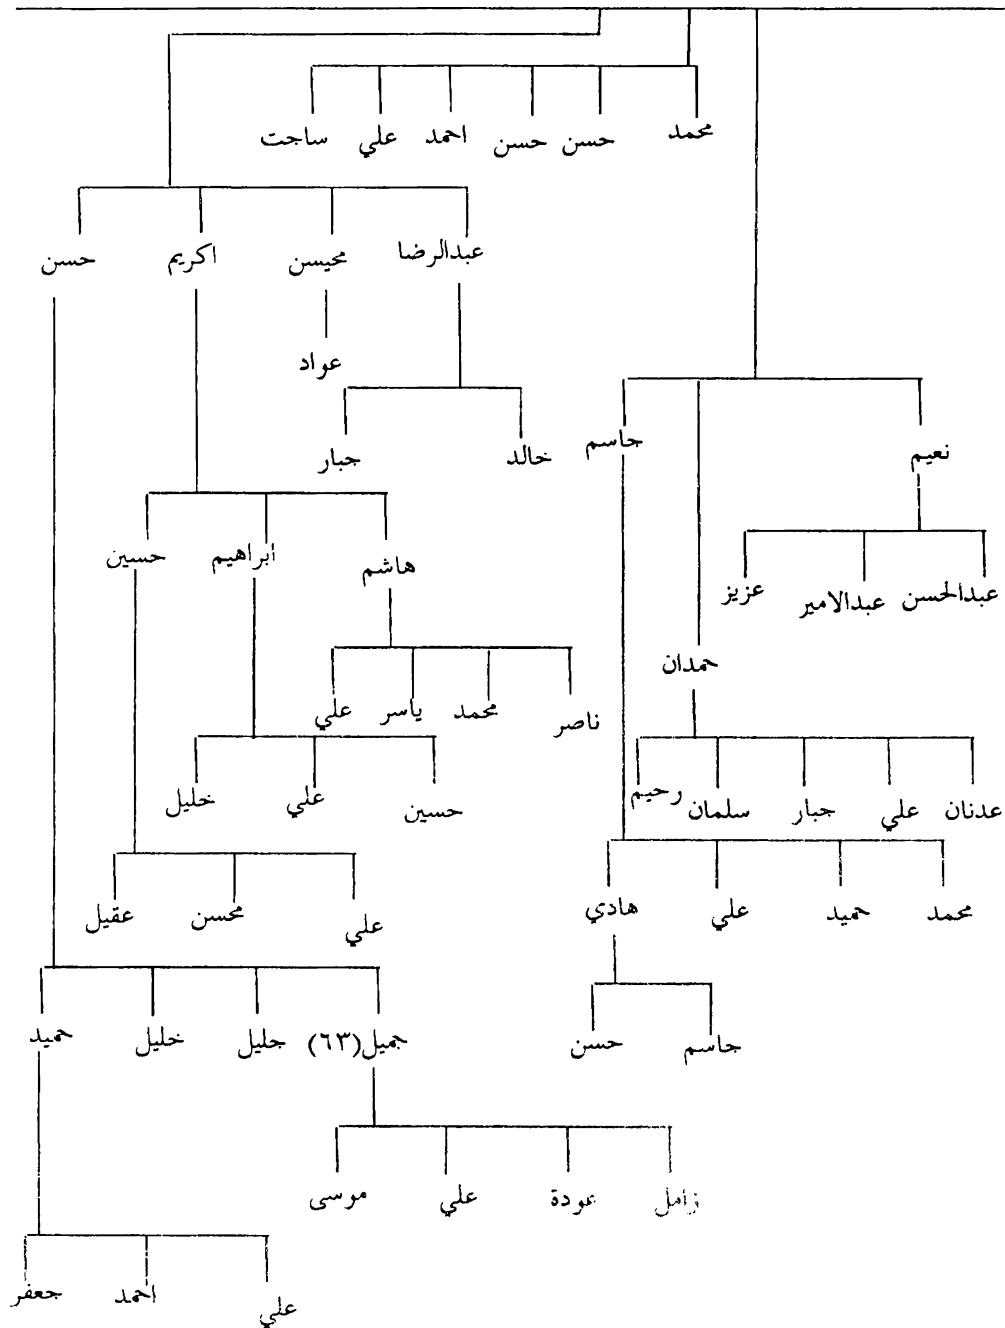 محمد حسن حسن احمد علي ساجت
عبدالرضا محيسن اكريم حسن
عواد
نعيم جاسم خالد جبار
هاشم ابراهيم حسين
عبدالحسن عبدالامير عزيز
حمدان
ناصر محمد ياسر علي
عدنان علي جبار سلمان رحيم حسين علي خليل
محمد حميد علي هادي علي محسن عقيل
جاسم حسن جميل(٦٣) جليل خليل حميد
زامل عودة علي موسى
علي احمد جعفر